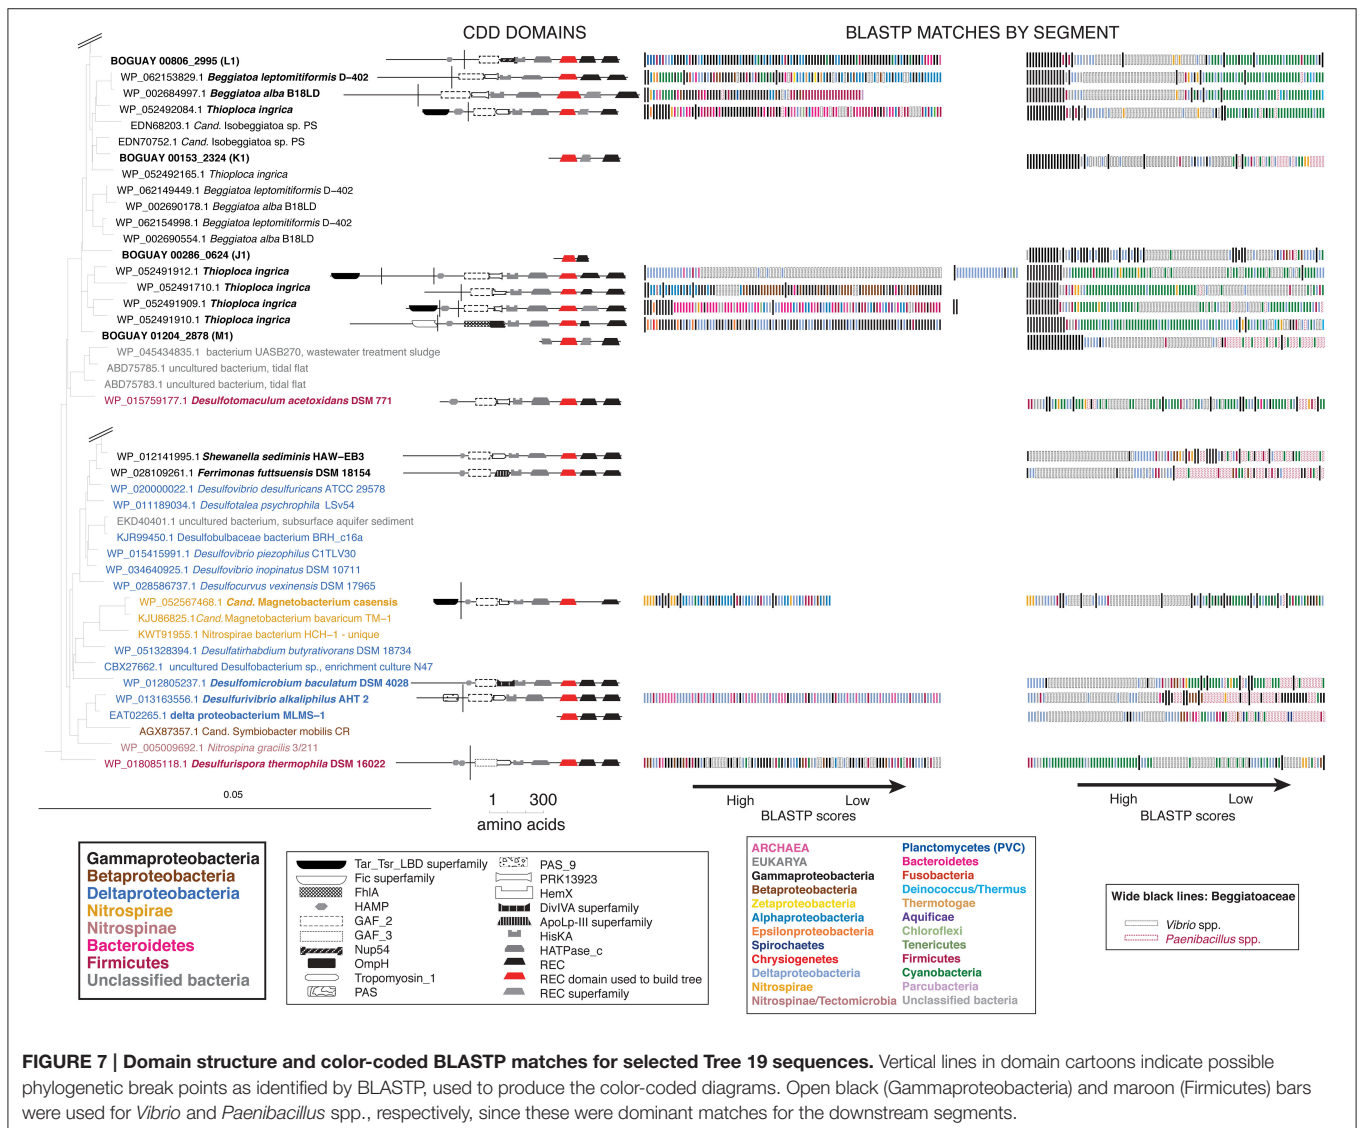 CDD DOMAINS
BLASTP MATCHES BY SEGMENT
BOGUAY 00806_2995 (L1)
WP_062153829.1 Beggiatoa leptomitiformis D-402
WP_002684997.1 Beggiatoa alba B18LD
WP_052492084.1 Thioploca ingrica
EDN68203.1 Cand. Isobeggiatoa sp. PS
EDN70752.1 Cand. Isobeggiatoa sp. PS
BOGUAY 00153_2324 (K1)
WP_052492165.1 Thioploca ingrica
WP_062149449.1 Beggiatoa leptomitiformis D-402
WP_002690178.1 Beggiatoa alba B18LD
WP_062154998.1 Beggiatoa leptomitiformis D-402
WP_002690554.1 Beggiatoa alba B18LD
BOGUAY 00286_0624 (J1)
WP_052491912.1 Thioploca ingrica
WP_052491710.1 Thioploca ingrica
WP_052491909.1 Thioploca ingrica
WP_052491910.1 Thioploca ingrica
BOGUAY 01204_2878 (M1)
WP_045434835.1 bacterium UASB270, wastewater treatment sludge
ABD75785.1 uncultured bacterium, tidal flat
ABD75783.1 uncultured bacterium, tidal flat
WP_015759177.1 Desulfotomaculum acetoxidans DSM 771
WP_012141995.1 Shewanella sediminis HAW-EB3
WP_028109261.1 Ferrimonas futtsuensis DSM 18154
WP_020000022.1 Desulfovibrio desulfuricans ATCC 29578
WP_011189034.1 Desulfotalea psychrophila LSv54
EKD40401.1 uncultured bacterium, subsurface aquifer sediment
KJR99450.1 Desulfobulbaceae bacterium BRH_c16a
WP_015415991.1 Desulfovibrio piezophilus C1TLV30
WP_034640925.1 Desulfovibrio inopinatus DSM 10711
WP_028586737.1 Desulfocurvus vexinensis DSM 17965
WP_052567468.1 Cand. Magnetobacterium casensis
KJU86825.1 Cand. Magnetobacterium bavaricum TM-1
KWT91955.1 Nitrospirae bacterium HCH-1 - unique
WP_051328394.1 Desulfatirhabdium butyrativorans DSM 18734
CBX27662.1 uncultured Desulfobacterium sp., enrichment culture N47
WP_012805237.1 Desulfomicrobium baculatum DSM 4028
WP_013163556.1 Desulfurivibrio alkaliphilus AHT 2
EAT02265.1 delta proteobacterium MLMS-1
AGX87357.1 Cand. Symbiobacter mobilis CR
WP_005009692.1 Nitrospina gracilis 3/211
WP_018085118.1 Desulfurispora thermophila DSM 16022
0.05
1 300
amino acids
High Low
BLASTP scores
High Low
BLASTP scores
Gammaproteobacteria
Betaproteobacteria
Deltaproteobacteria
Nitrospirae
Nitrospinae
Bacteroidetes
Firmicutes
Unclassified bacteria
Tar_Tsr_LBD superfamily
Fic superfamily
FhlA
HAMP
GAF_2
GAF_3
Nup54
OmpH
Tropomyosin_1
PAS
PAS_9
PRK13923
HemX
DivIVA superfamily
ApoLp-III superfamily
HisKA
HATPase_c
REC
REC domain used to build tree
REC superfamily
ARCHAEA
EUKARYA
Gammaproteobacteria
Betaproteobacteria
Zetaproteobacteria
Alphaproteobacteria
Epsilonproteobacteria
Spirochaetes
Chrysiogenetes
Deltaproteobacteria
Nitrospirae
Nitrospinae/Tectomicrobia
Planctomycetes (PVC)
Bacteroidetes
Fusobacteria
Deinococcus/Thermus
Thermotogae
Aquificae
Chloroflexi
Tenericutes
Firmicutes
Cyanobacteria
Parcubacteria
Unclassified bacteria
Wide black lines: Beggiatoaceae
Vibrio spp.
Paenibacillus spp.
FIGURE 7 | Domain structure and color-coded BLASTP matches for selected Tree 19 sequences. Vertical lines in domain cartoons indicate possible
phylogenetic break points as identified by BLASTP, used to produce the color-coded diagrams. Open black (Gammaproteobacteria) and maroon (Firmicutes) bars
were used for Vibrio and Paenibacillus spp., respectively, since these were dominant matches for the downstream segments.